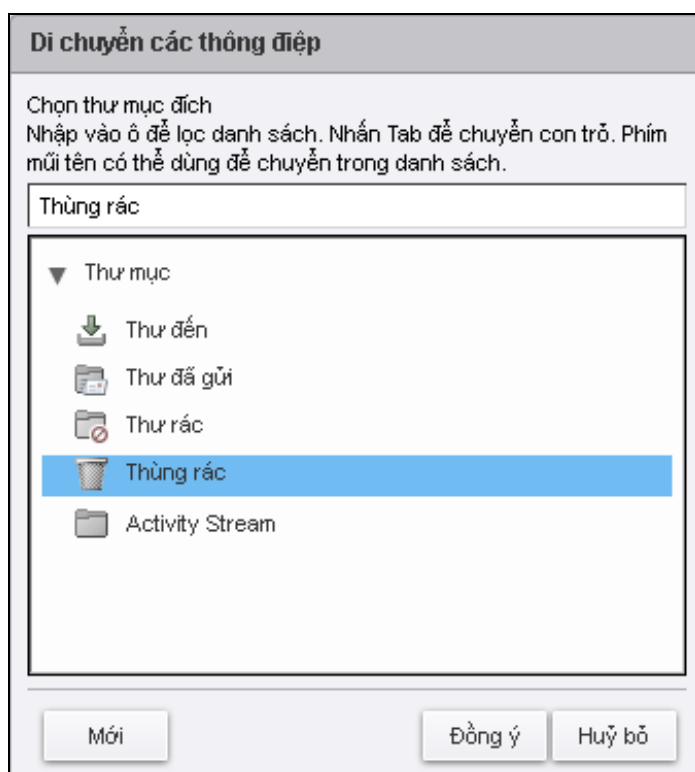 Di chuyển các thông điệp
Chọn thư mục đích
Nhập vào ô để lọc danh sách. Nhấn Tab để chuyển con trỏ. Phím
mũi tên có thể dùng để chuyển trong danh sách.
Thùng rác
Thư mục
Thư đến
Thư đã gửi
Thư rác
Thùng rác
Activity Stream
Mới Đồng ý Huỷ bỏ